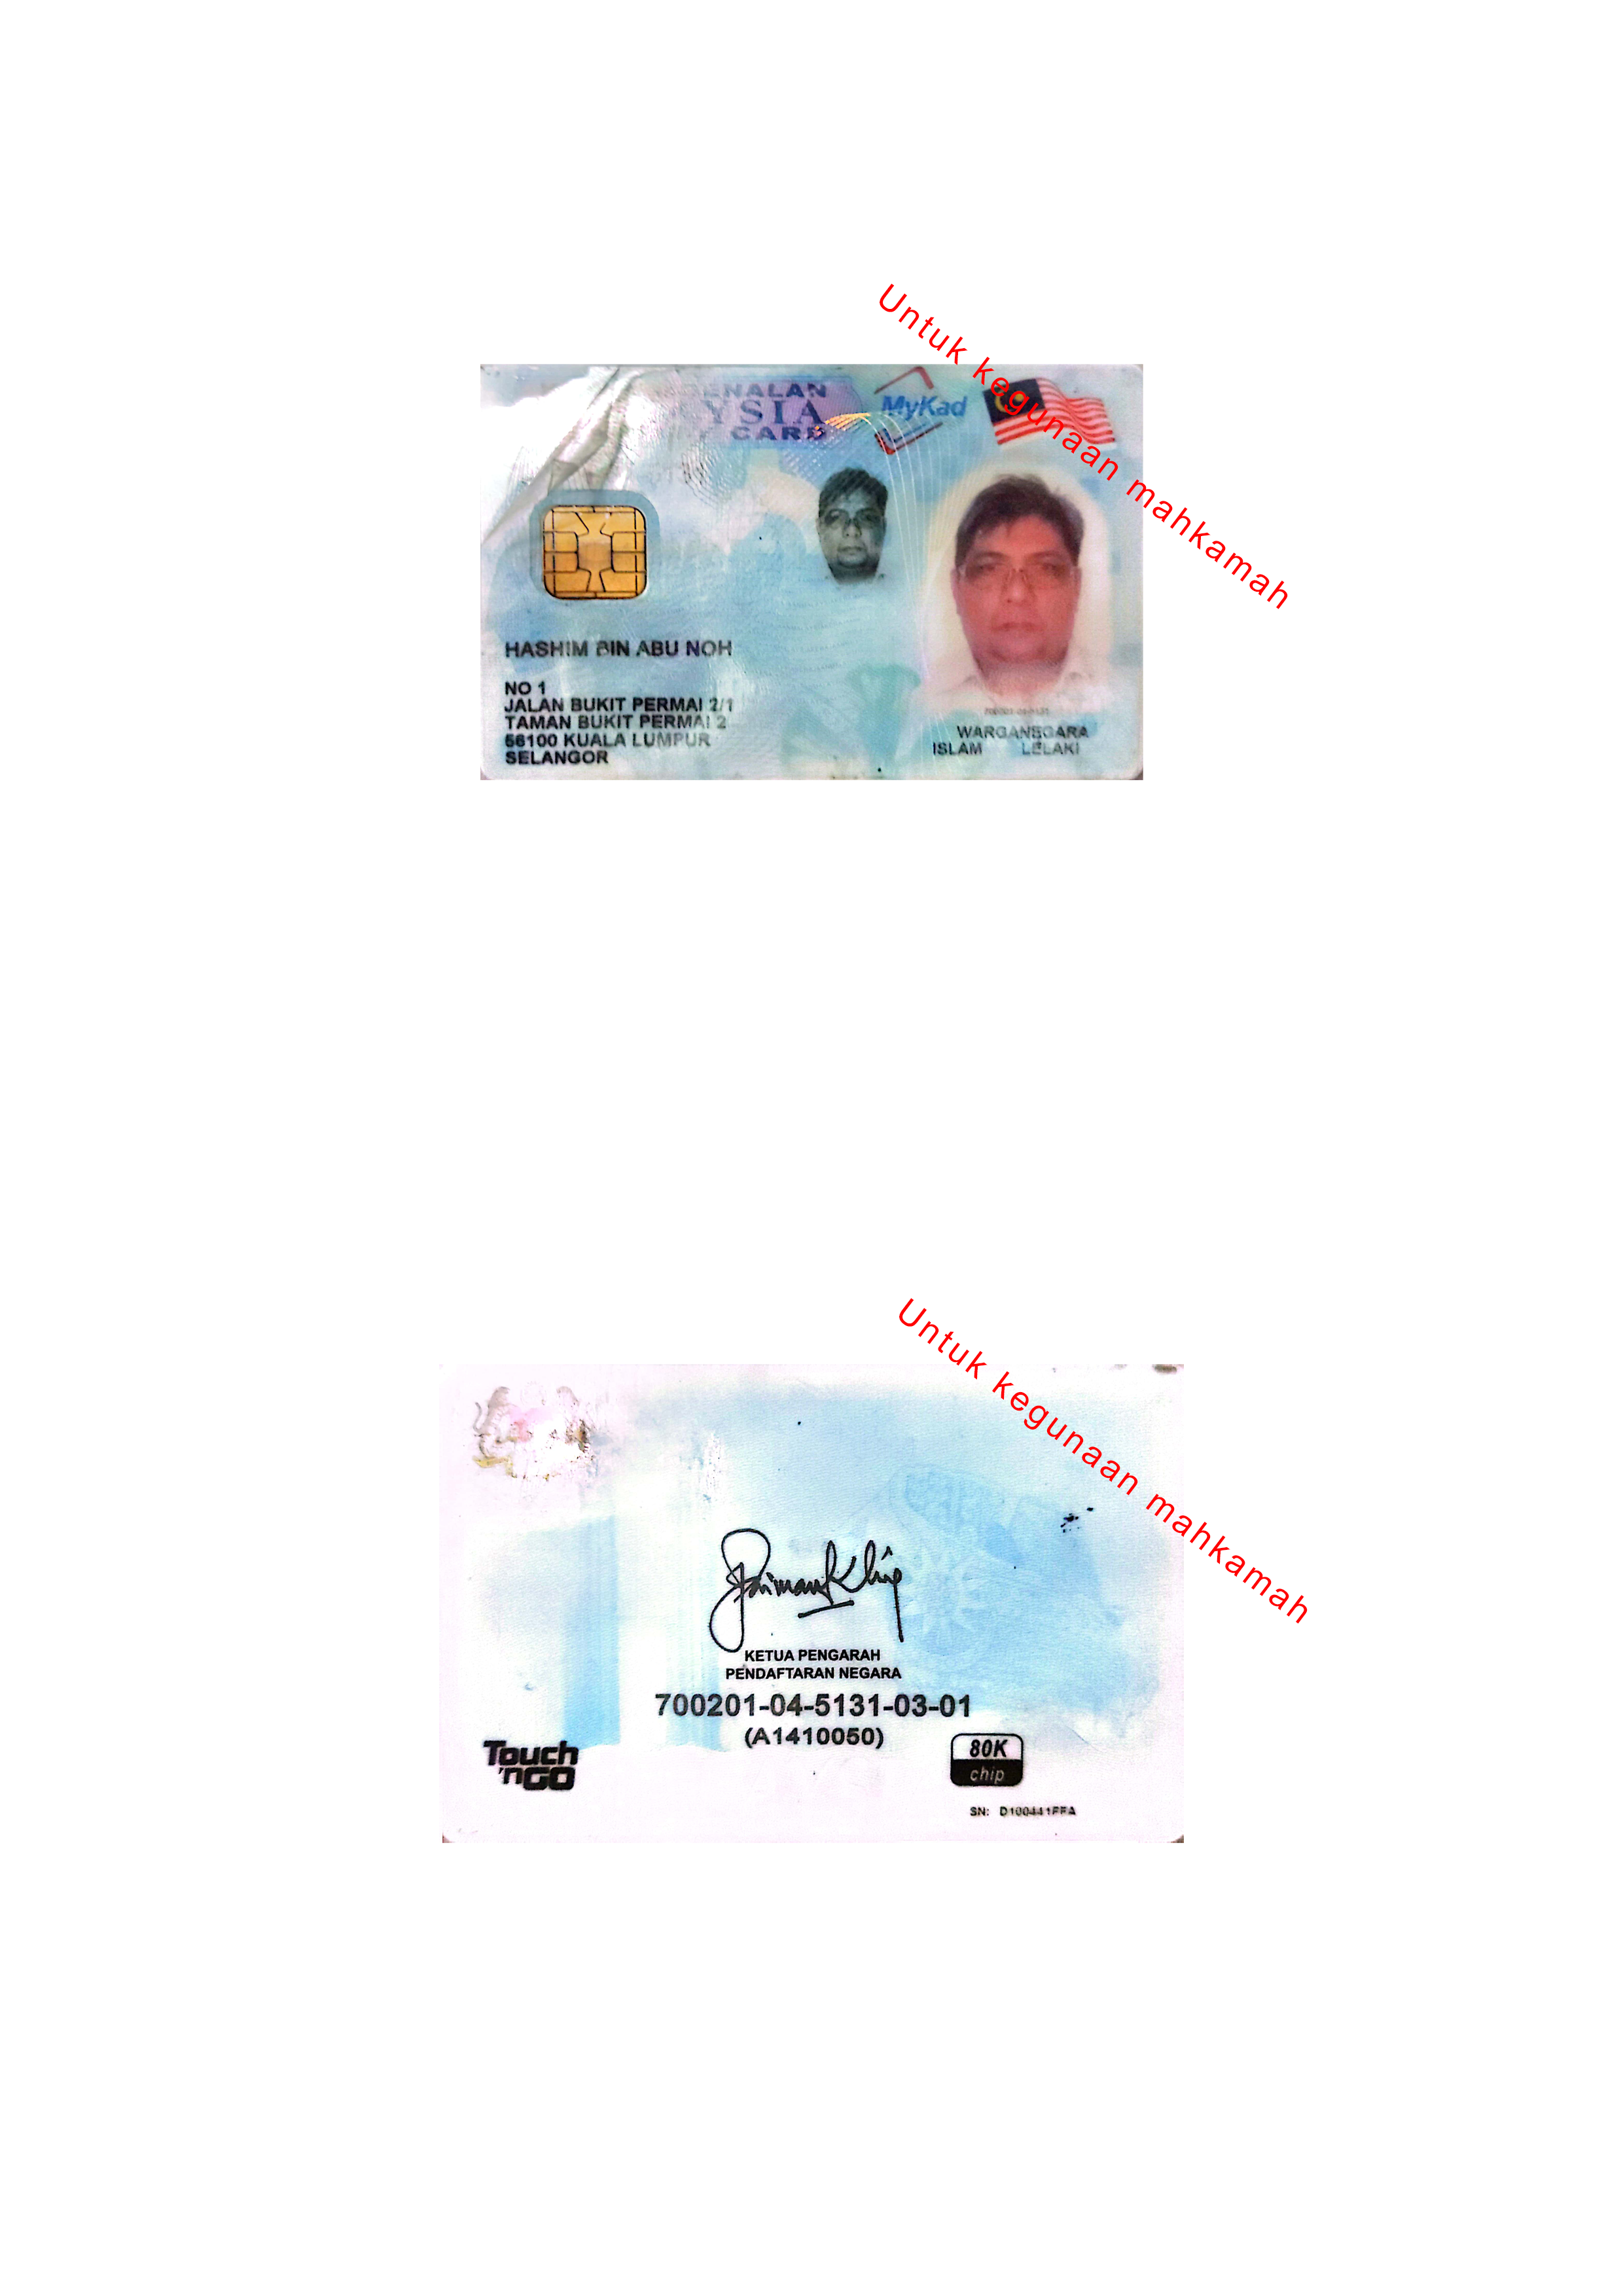 Untuk kegunaan mahkamah
ENALAN
YSIA
CARD
MyKad
HASHIM BIN ABU NOH
NO 1
JALAN BUKIT PERMAI 2/1
TAMAN BUKIT PERMAI 2
56100 KUALA LUMPUR
SELANGOR
WARGANEGARA
ISLAM LELAKI
Untuk kegunaan mahkamah
KETUA PENGARAH
PENDAFTARAN NEGARA
700201-04-5131-03-01
(A1410050)
Touch
'nGO
80K
chip
SN: